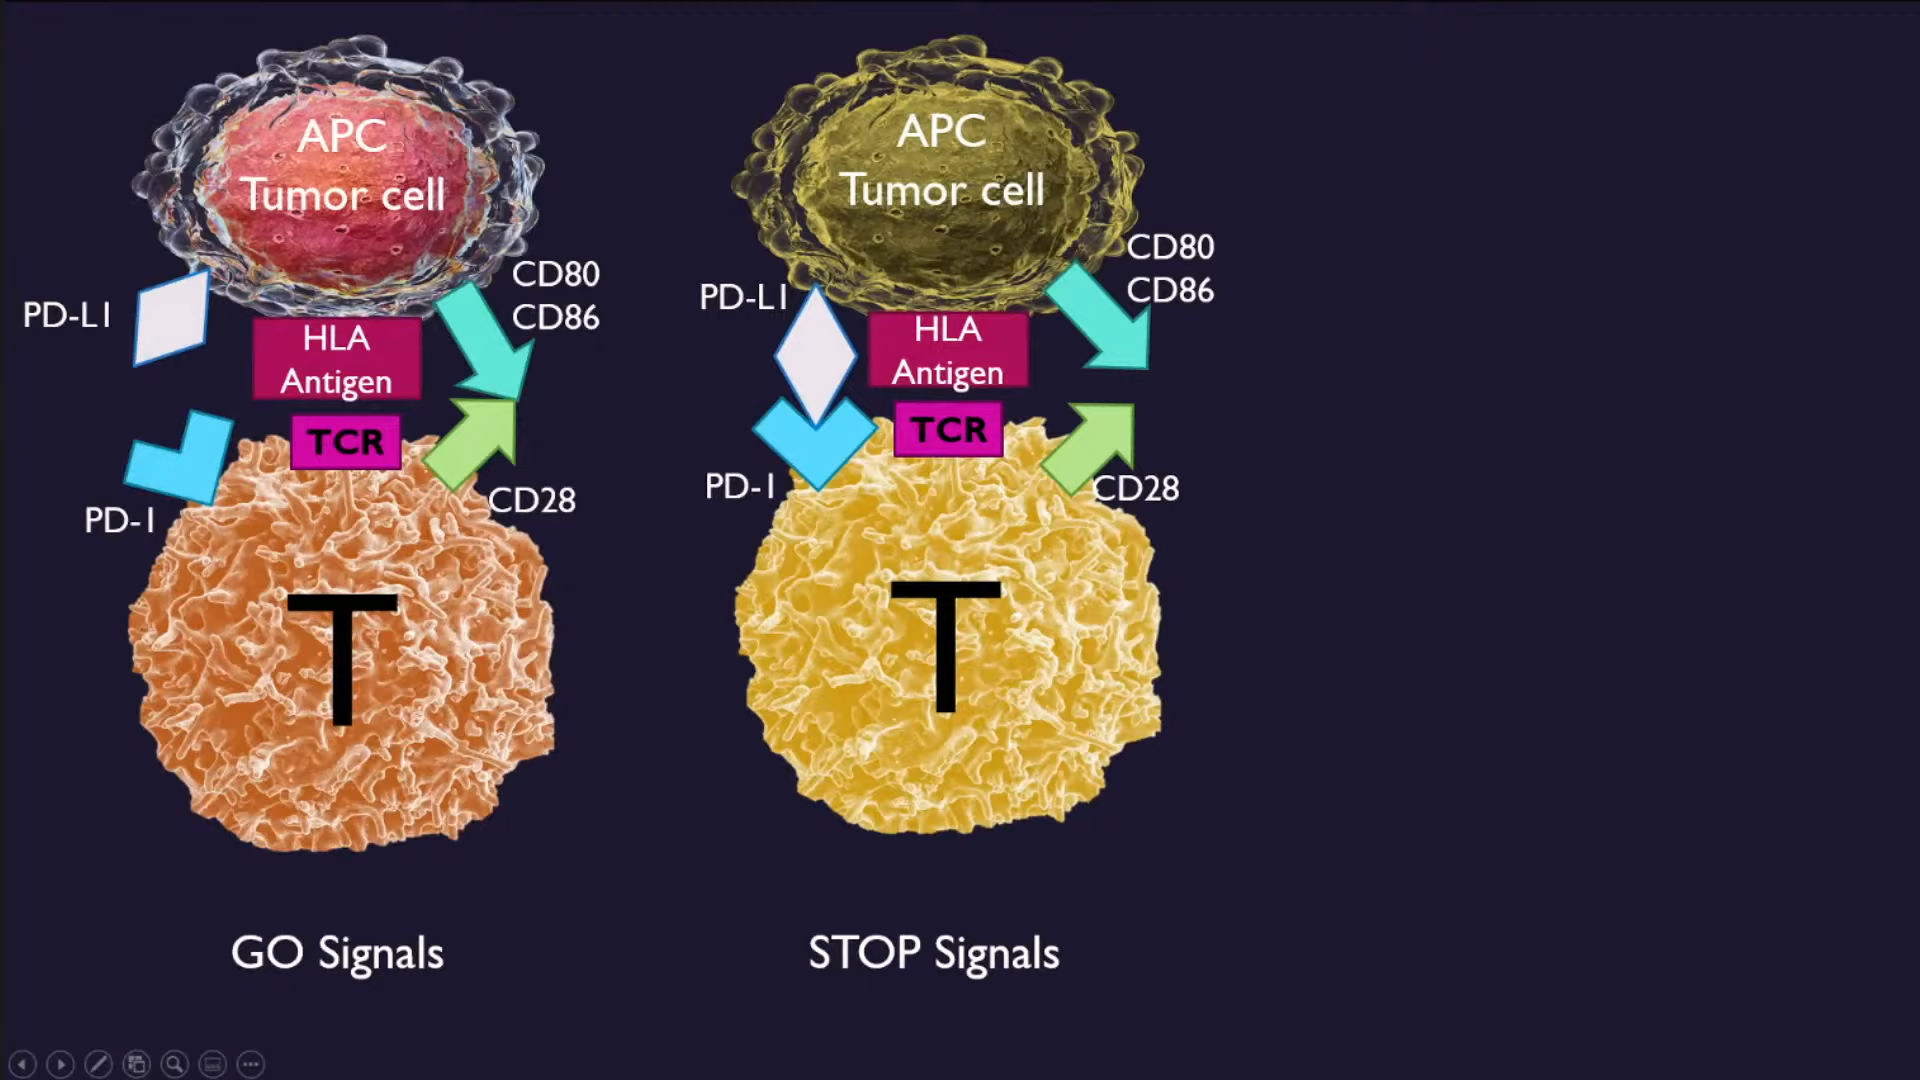 APC
Tumor cell
CD80
CD86
PD-L1
HLA
Antigen
TCR
PD-1
CD28
T
GO Signals
APC
Tumor cell
CD80
CD86
PD-L1
HLA
Antigen
TCR
PD-1
CD28
T
STOP Signals